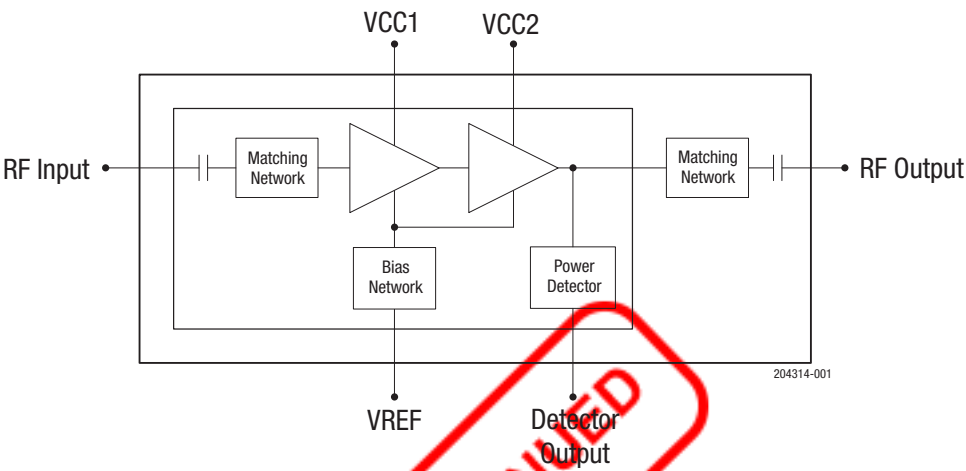 VCC1
VCC2
RF Input
Matching
Network
Matching
Network
RF Output
Bias
Network
Power
Detector
204314-001
VREF
Detector
Output